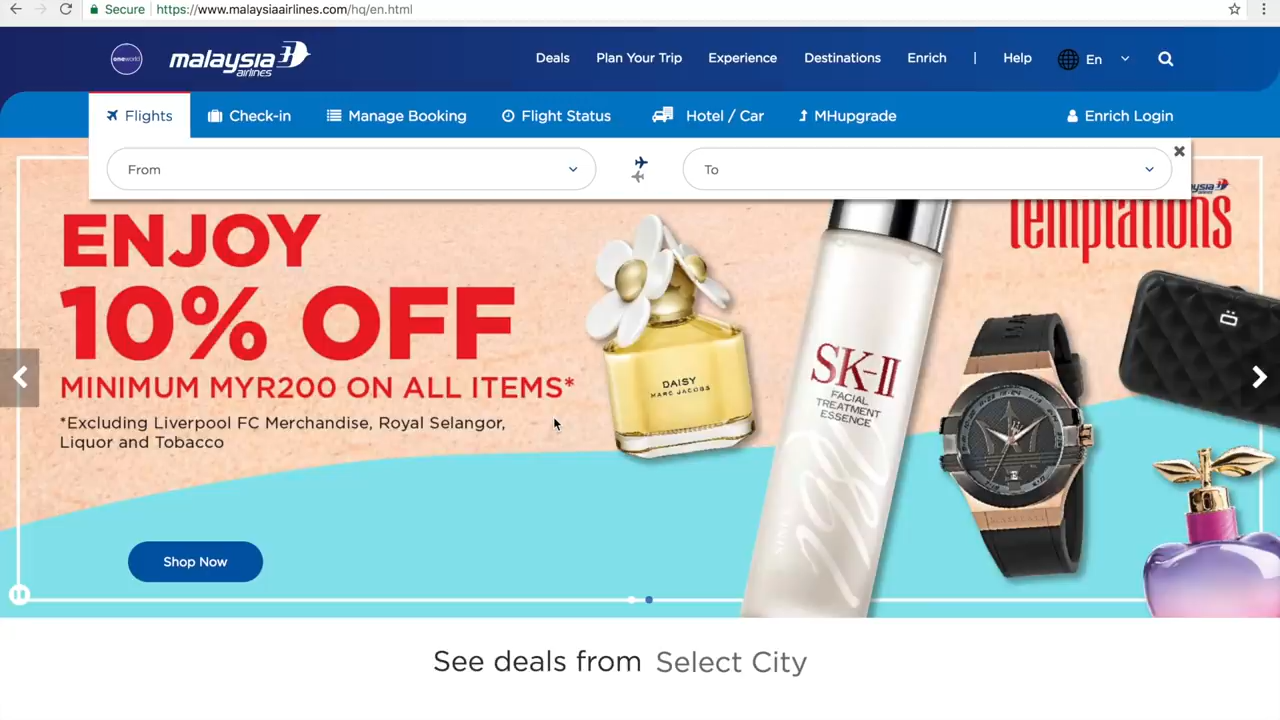 Secure https://www.malaysiaairlines.com/hq/en.html
oneworld malaysia airlines Deals Plan Your Trip Experience Destinations Enrich | Help En
Flights Check-in Manage Booking Flight Status Hotel / Car MHupgrade Enrich Login
From To
temptations
ENJOY
10% OFF
MINIMUM MYR200 ON ALL ITEMS*
*Excluding Liverpool FC Merchandise, Royal Selangor,
Liquor and Tobacco
DAISY
MARC JACOBS
SK-II
FACIAL
TREATMENT
ESSENCE
Shop Now
See deals from Select City